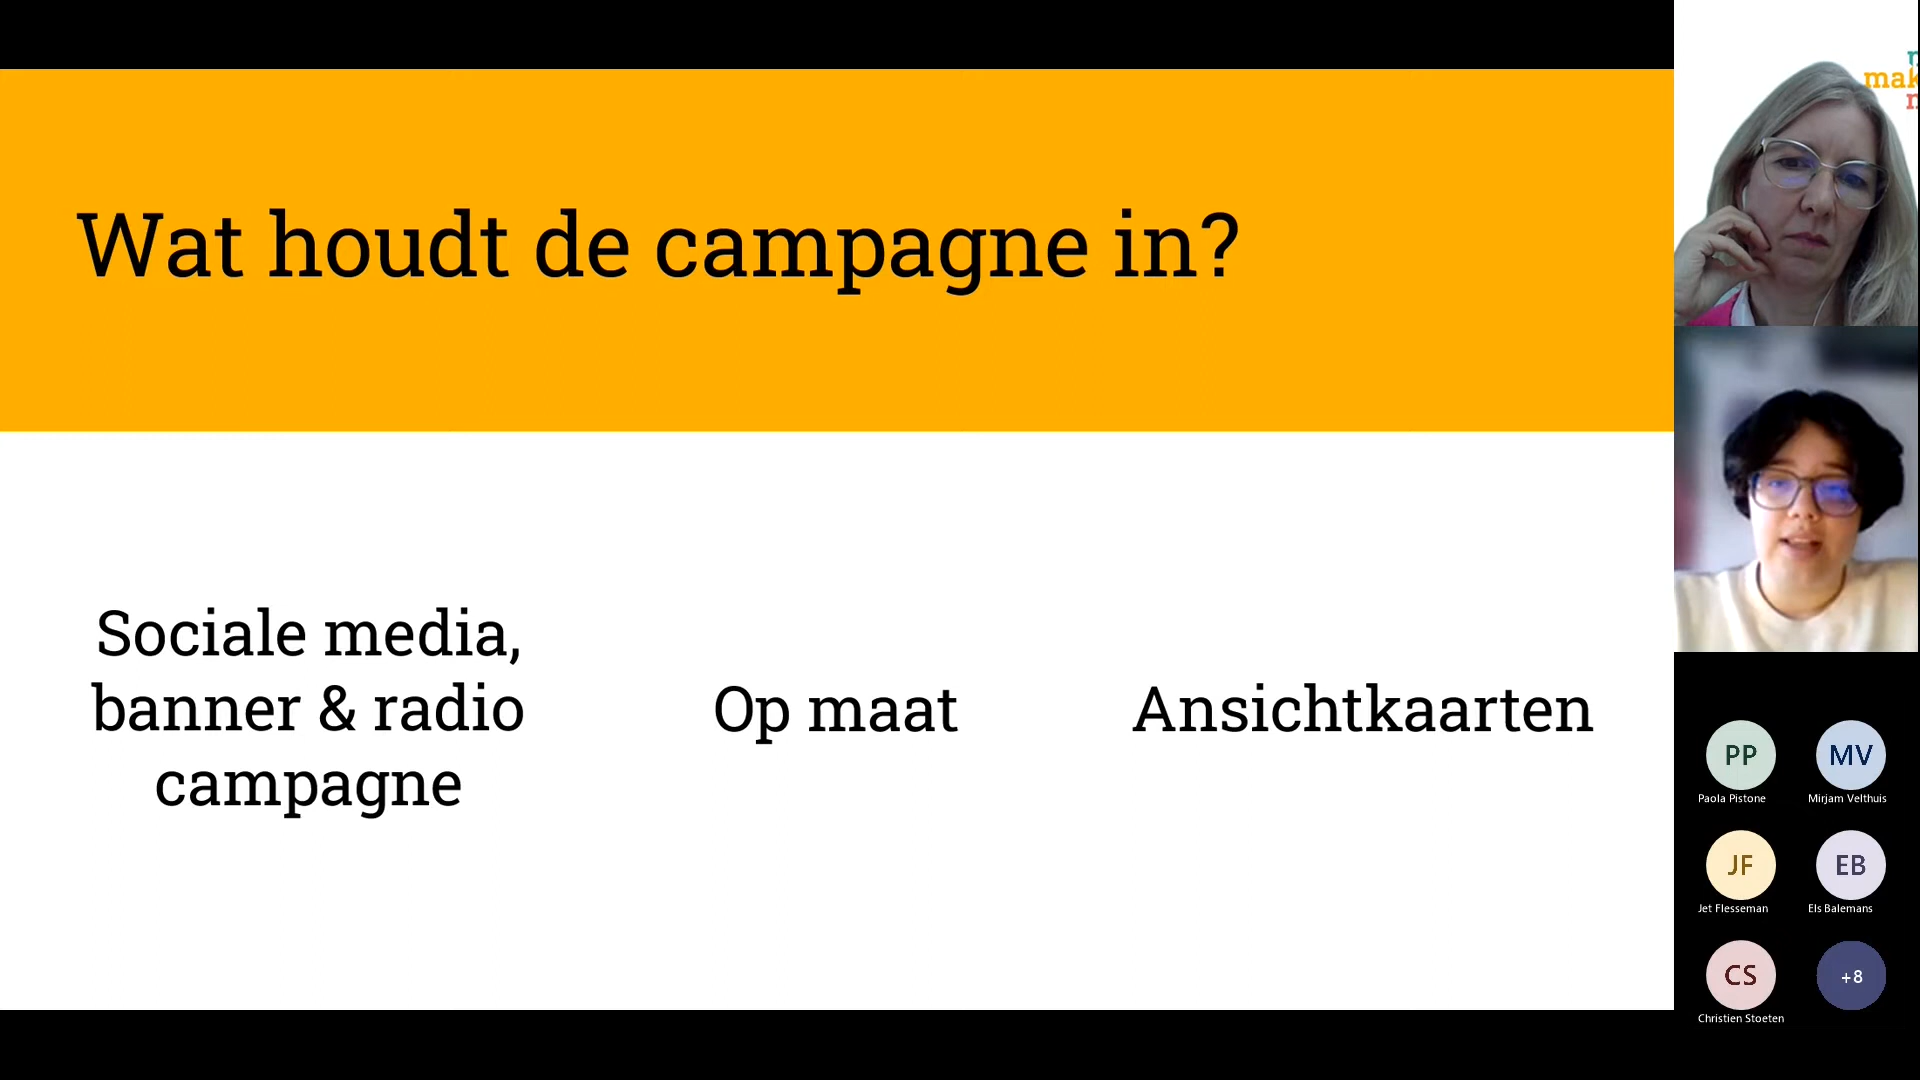 Wat houdt de campagne in?
Sociale media,
banner & radio
campagne
Op maat
Ansichtkaarten
mak
PP
Paola Pistone
MV
Mirjam Velthuis
JF
Jet Flesseman
EB
Els Balemans
CS
Christien Stoeten
+8